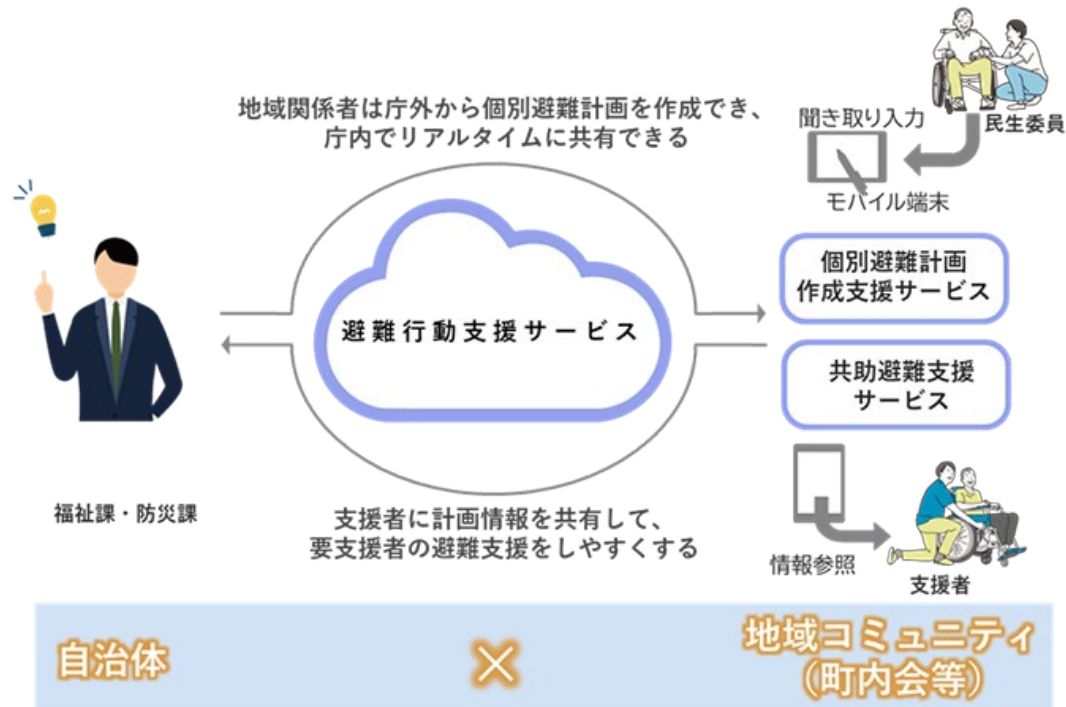 地域関係者は庁外から個別避難計画を作成でき、
庁内でリアルタイムに共有できる
聞き取り入力
民生委員
モバイル端末
個別避難計画
作成支援サービス
避難行動支援サービス
共助避難支援
サービス
福祉課・防災課
支援者に計画情報を共有して、
要支援者の避難支援をしやすくする
情報参照
支援者
自治体
×
地域コミュニティ
(町内会等)